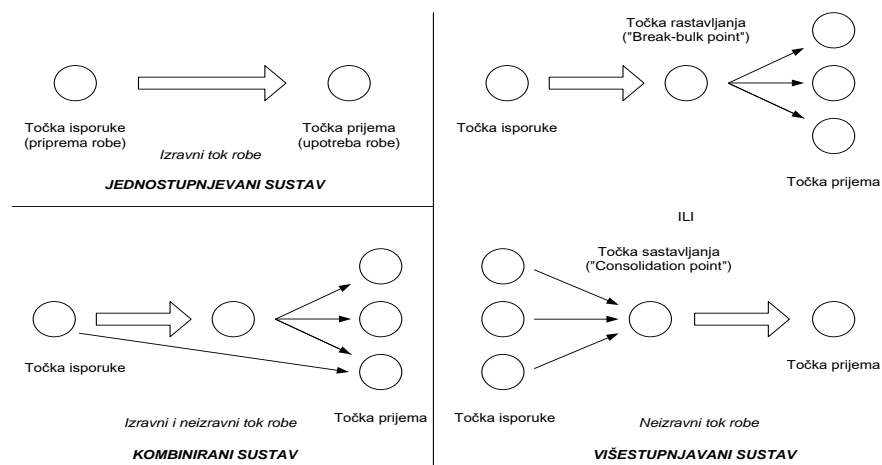 Točka isporuke
(priprema robe)
Točka prijema
(upotreba robe)
Izravni tok robe
JEDNOSTUPNJEVANI SUSTAV
Točka rastavljanja
("Break-bulk point")
Točka isporuke
Točka prijema
ILI
Točka isporuke
Točka prijema
Izravni i neizravni tok robe
KOMBINIRANI SUSTAV
Točka sastavljanja
("Consolidation point")
Točka prijema
Točka isporuke
Neizravni tok robe
VIŠESTUPNJAVANI SUSTAV